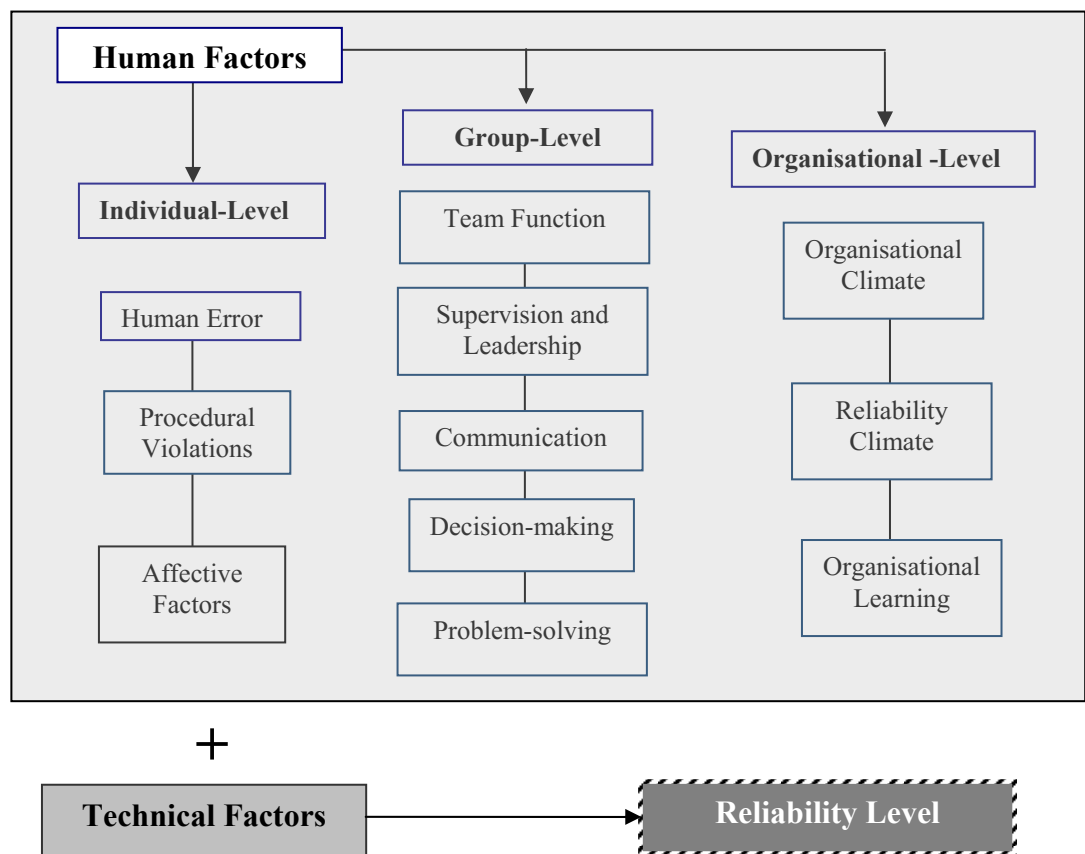 Human Factors
Group-Level
Organisational -Level
Individual-Level
Human Error
Procedural
Violations
Affective
Factors
Team Function
Supervision and
Leadership
Communication
Decision-making
Problem-solving
Organisational
Climate
Reliability
Climate
Organisational
Learning
+
Technical Factors
Reliability Level